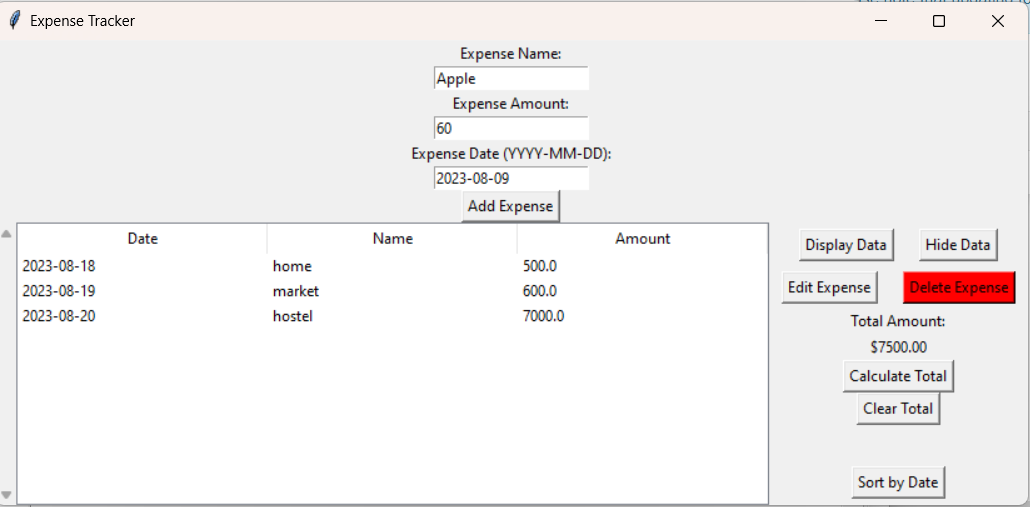 Expense Tracker
Expense Name:
Apple
Expense Amount:
60
Expense Date (YYYY-MM-DD):
2023-08-09
Add Expense
Date Name Amount
2023-08-18 home 500.0
2023-08-19 market 600.0
2023-08-20 hostel 7000.0
Display Data Hide Data
Edit Expense Delete Expense
Total Amount:
$7500.00
Calculate Total
Clear Total
Sort by Date